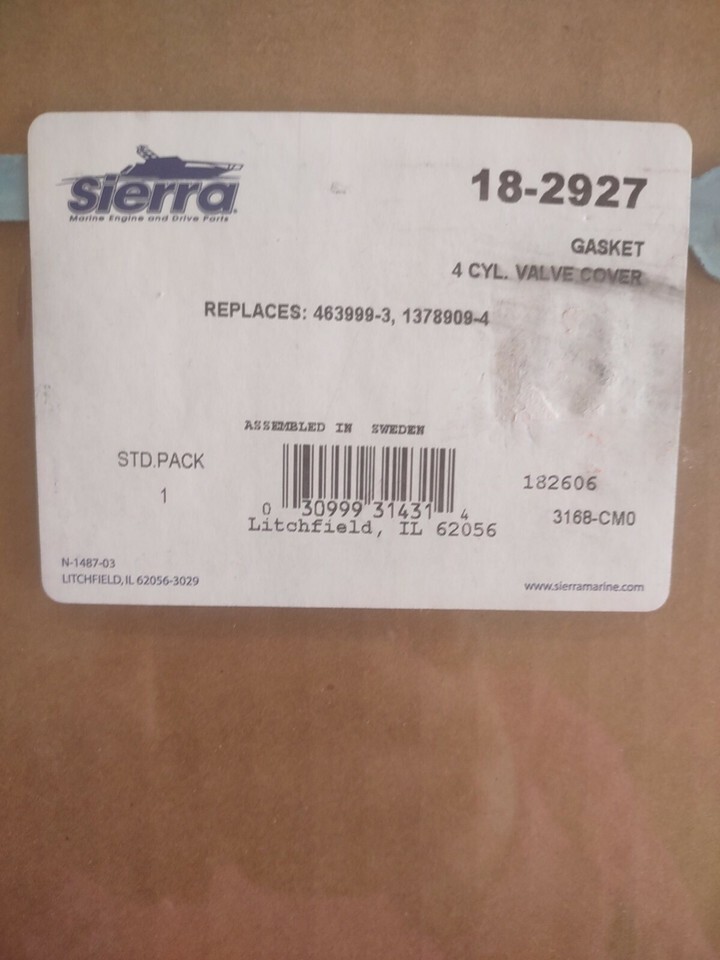 Sierra
Marine Engine and Drive Parts
18-2927
GASKET
4 CYL. VALVE COVER
REPLACES: 463999-3, 1378909-4
ASSEMBLED IN SWEDEN
STD.PACK
1
0 30999 31431 4
Litchfield, IL 62056
182606
3168-CM0
N-1487-03
LITCHFIELD, IL 62056-3029
www.sierramarine.com